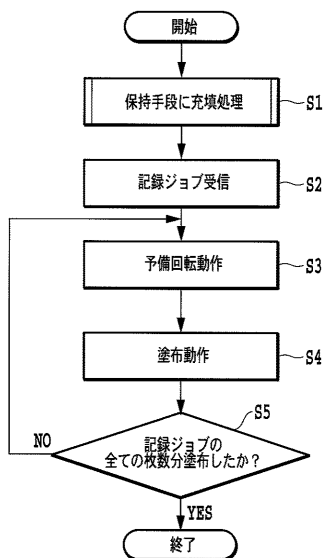 開始
保持手段に充填処理
S1
記録ジョブ受信
S2
予備回転動作
S3
塗布動作
S4
S5
記録ジョブの
全ての枚数分塗布したか?
NO
YES
終了